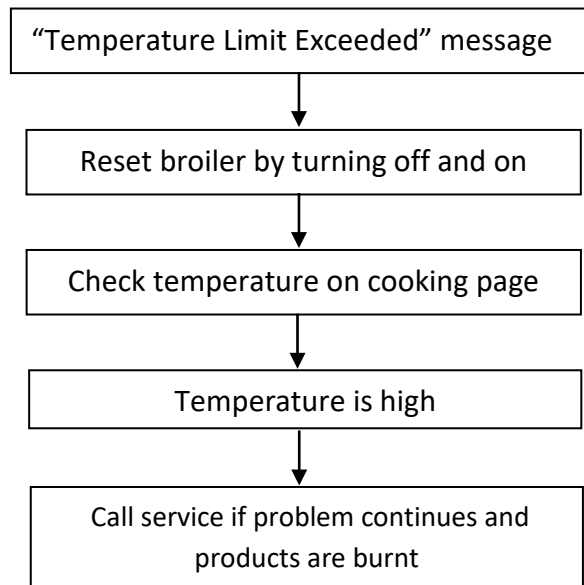 “Temperature Limit Exceeded” message
Reset broiler by turning off and on
Check temperature on cooking page
Temperature is high
Call service if problem continues and
products are burnt